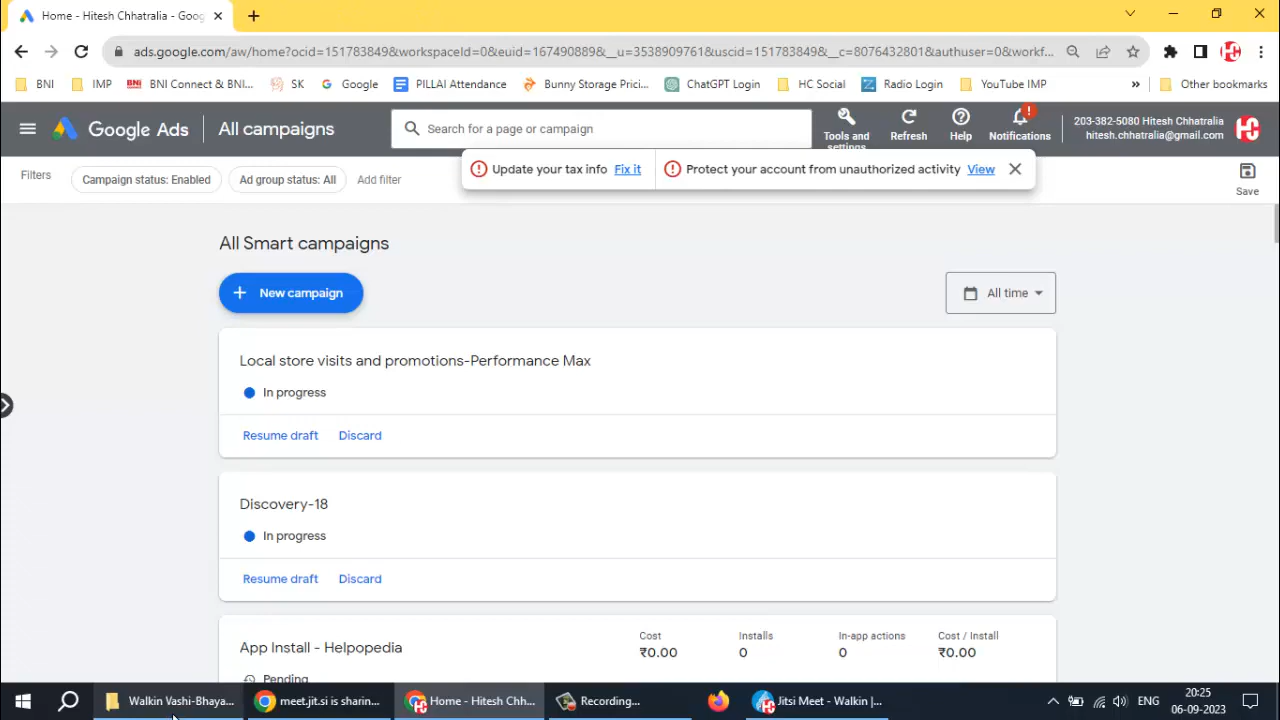 Home - Hitesh Chhatralia - Goog
ads.google.com/aw/home?ocid=151783849&workspaceId=0&euid=167490889&__u=3538909761&uscid=151783849&__c=8076432801&authuser=0&workf...
BNI IMP BNI Connect & BNI... SK Google PILLAI Attendance Bunny Storage Prici... ChatGPT Login HC Social Radio Login YouTube IMP » Other bookmarks
Google Ads All campaigns Search for a page or campaign
Tools and settings Refresh Help Notifications
203-382-5080 Hitesh Chhatralia
hitesh.chhatralia@gmail.com
HC
Update your tax info Fix it Protect your account from unauthorized activity View
Filters Campaign status: Enabled Ad group status: All Add filter
Save
All Smart campaigns
+ New campaign All time
Local store visits and promotions-Performance Max
In progress
Resume draft Discard
Discovery-18
In progress
Resume draft Discard
App Install - Helpopedia
Cost Installs In-app actions Cost / Install
₹0.00 0 0 ₹0.00
Pending
Walkin Vashi-Bhaya... meet.jit.si is sharin... Home - Hitesh Chh... Recording... Jitsi Meet - Walkin |... ENG
20:25
06-09-2023